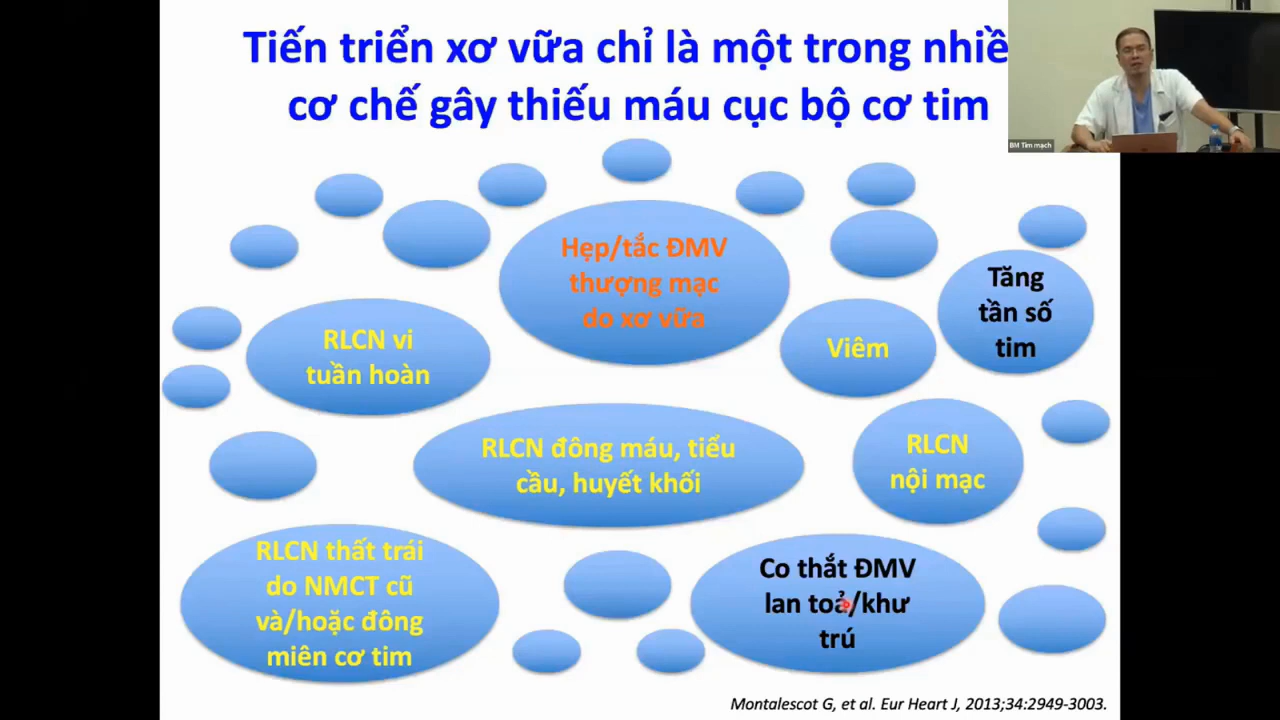 Tiến triển xơ vữa chỉ là một trong nhiề
cơ chế gây thiếu máu cục bộ cơ tim
BM Tim mạch
Hẹp/tắc ĐMV
thượng mạc
do xơ vữa
Tăng
tần số
tim
RLCN vi
tuần hoàn
Viêm
RLCN đông máu, tiểu
cầu, huyết khối
RLCN
nội mạc
RLCN thất trái
do NMCT cũ
và/hoặc đông
miên cơ tim
Co thắt ĐMV
lan toả/khư
trú
Montalescot G, et al. Eur Heart J, 2013;34:2949-3003.